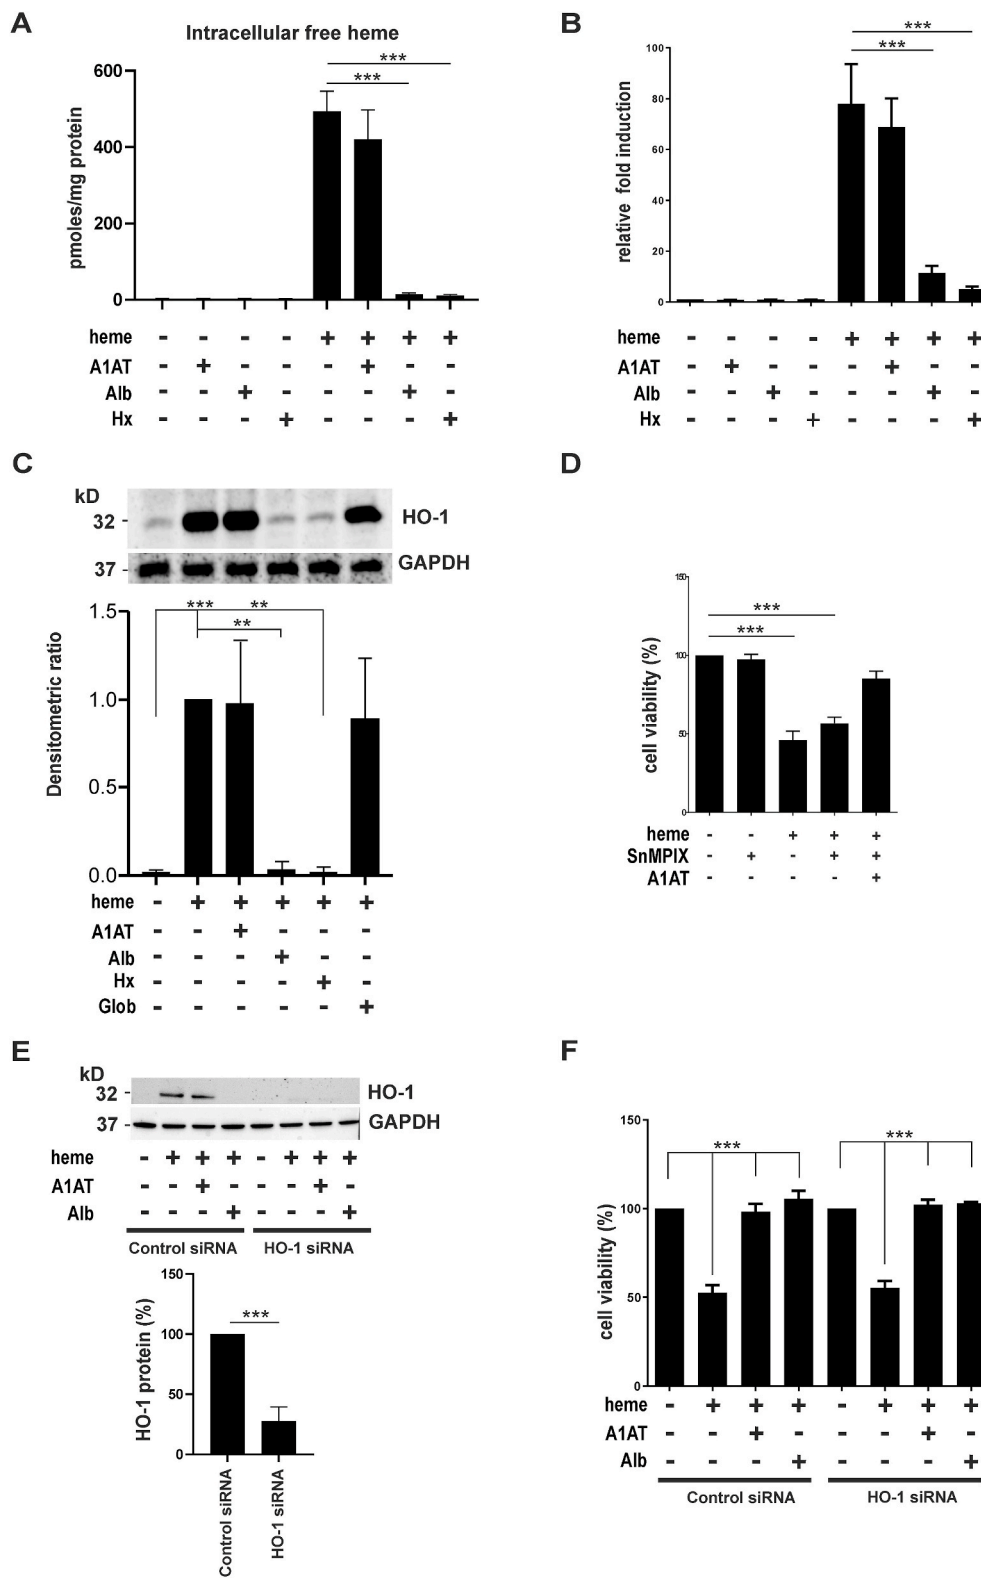 A
Intracellular free heme
***
***
600
400
200
0
pmoles/mg protein
heme - - - - + + + +
A1AT - + - - - + - -
Alb - - + - - - + -
Hx - - - + - - - +
B
***
***
100
80
60
40
20
0
relative fold induction
heme - - - - + + + +
A1AT - + - - - + - -
Alb - - + - - - + -
Hx - - - + - - - +
C
kD
32 - HO-1
37 - GAPDH
*** **
**
1.5
1.0
0.5
0.0
Densitometric ratio
heme - + + + + +
A1AT - - + - - -
Alb - - - + - -
Hx - - - - + -
Glob - - - - - +
D
150
100
50
0
***
***
cell viability (%)
heme - - + + +
SnMPIX - + - + +
A1AT - - - - +
E
kD
32 - HO-1
37 - GAPDH
heme - + + + - + + +
A1AT - - + - - - + -
Alb - - - + - - - +
Control siRNA HO-1 siRNA
150
100
50
0
***
HO-1 protein (%)
Control siRNA
HO-1 siRNA
F
150
100
50
0
*** ***
cell viability (%)
heme - + + + - + + +
A1AT - - + - - - + -
Alb - - - + - - - +
Control siRNA HO-1 siRNA